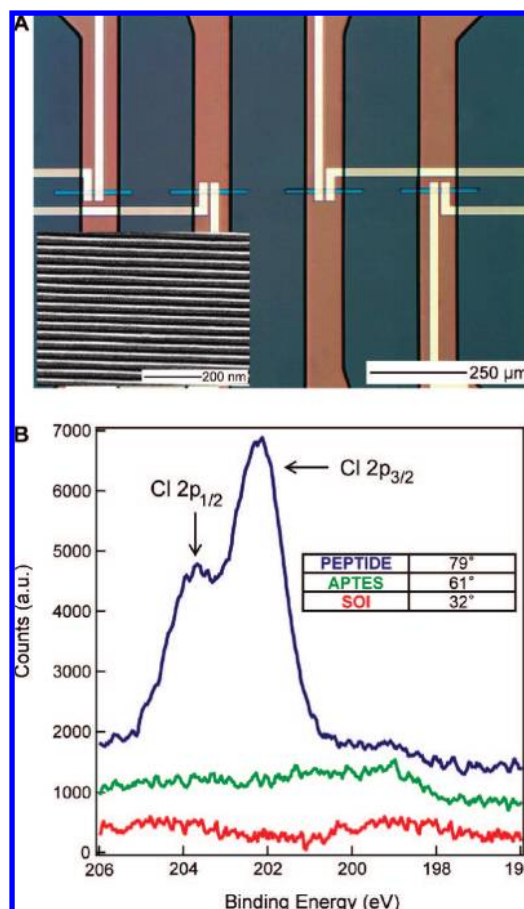 A
200 nm
250 µm
B
7000
6000
5000
4000
3000
2000
1000
0
Counts (a.u.)
Cl 2p1/2
Cl 2p3/2
PEPTIDE 79°
APTES 61°
SOI 32°
206 204 202 200 198 19
Binding Energy (eV)